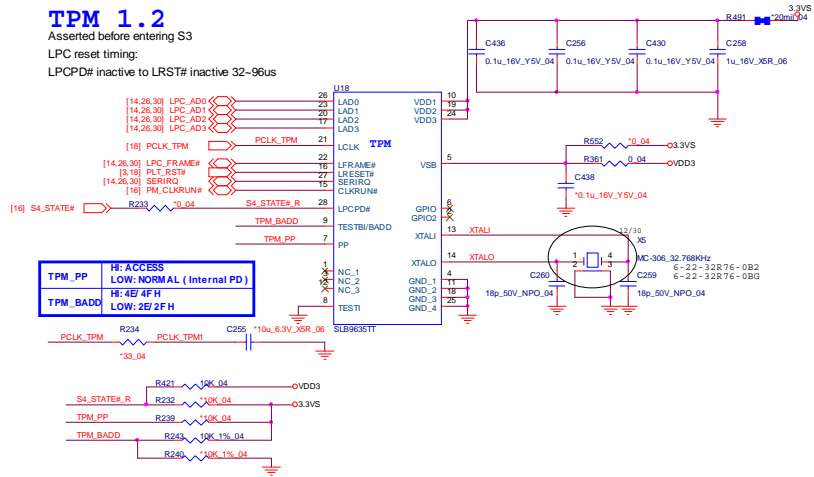 TPM 1.2
Asserted before entering S3
LPC reset timing:
LPCPD# inactive to LRST# inactive 32~96us
R491 *20mil_04 3.3VS
C436 C256 C430 C258
0.1u_16V_Y5V_04 0.1u_16V_Y5V_04 0.1u_16V_Y5V_04 1u_16V_X5R_06
U18
[14,26,30] LPC_AD0 26 LAD0 VDD1 10
[14,26,30] LPC_AD1 23 LAD1 VDD2 19
[14,26,30] LPC_AD2 20 LAD2 VDD3 24
[14,26,30] LPC_AD3 17 LAD3
TPM
[18] PCLK_TPM PCLK_TPM 21 LCLK
R552 *0_04 3.3VS
[14,26,30] LPC_FRAME# 22 LFRAME# VSB 5 R361 0_04 VDD3
[3,18] PLT_RST# 16 LRESET#
[14,26,30] SERIRQ 27 SERIRQ
[16] PM_CLKRUN# 15 CLKRUN#
C438
*0.1u_16V_Y5V_04
[16] S4_STATE# R233 *0_04 S4_STATE#_R 28 LPCPD# GPIO 6
GPIO2
TPM_BADD 9 TESTBI/BADD
XTALI 13 XTALI 12/30
TPM_PP 7 PP
X5
XTALO 14 XTALO 1 4 MC-306_32.768KHz
2 3 6-22-32R76-0B2
6-22-32R76-0BG
TPM_PP HI: ACCESS
LOW: NORMAL ( Internal PD )
TPM_BADD HI: 4E/ 4F H
LOW: 2E/ 2F H
1 NC_1 GND_1 4
3 NC_2 GND_2 11
12 NC_3 GND_3 18
8 TESTI GND_4 25
C260 C259
18p_50V_NPO_04 18p_50V_NPO_04
SLB9635TT
PCLK_TPM R234 PCLK_TPM1 C255 *10u_6.3V_X5R_06
*33_04
R421 10K_04 VDD3
S4_STATE#_R R232 *10K_04 3.3VS
TPM_PP R239 *10K_04
TPM_BADD R243 10K_1%_04
R240 *10K_1%_04